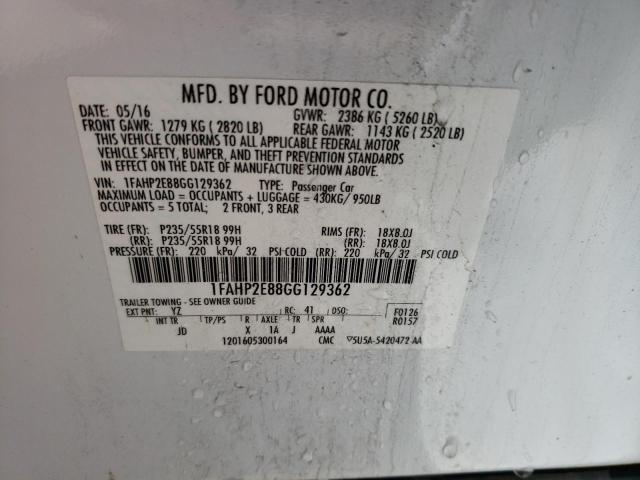 MFD. BY FORD MOTOR CO.
DATE: 05/16 GVWR: 2386 KG ( 5260 LB)
FRONT GAWR: 1279 KG ( 2820 LB) REAR GAWR: 1143 KG ( 2520 LB)
THIS VEHICLE CONFORMS TO ALL APPLICABLE FEDERAL MOTOR
VEHICLE SAFETY, BUMPER, AND THEFT PREVENTION STANDARDS
IN EFFECT ON THE DATE OF MANUFACTURE SHOWN ABOVE.
VIN: 1FAHP2E88GG129362 TYPE: Passenger Car
MAXIMUM LOAD = OCCUPANTS + LUGGAGE = 430KG/ 950LB
OCCUPANTS = 5 TOTAL; 2 FRONT, 3 REAR
TIRE (FR): P235/55R18 99H RIMS (FR): 18X8.0J
(RR): P235/55R18 99H (RR): 18X8.0J
PRESSURE (FR): 220 kPa/ 32 PSI COLD (RR): 220 kPa/ 32 PSI COLD
1FAHP2E88GG129362
TRAILER TOWING - SEE OWNER GUIDE
EXT PNT: YZ RC: 41 DSO: F0126
INT TR TP/PS R AXLE TR SPR R0157
JD X 1A J AAAA
1201605300164 CMC ▽5U5A-5420472 AA